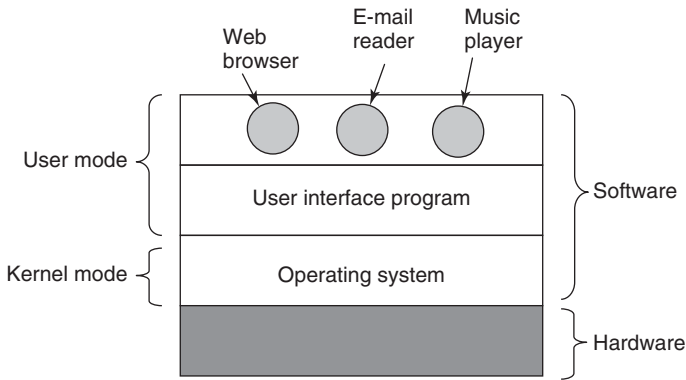 Web
browser
E-mail
reader
Music
player
User mode
User interface program
Software
Kernel mode
Operating system
Hardware